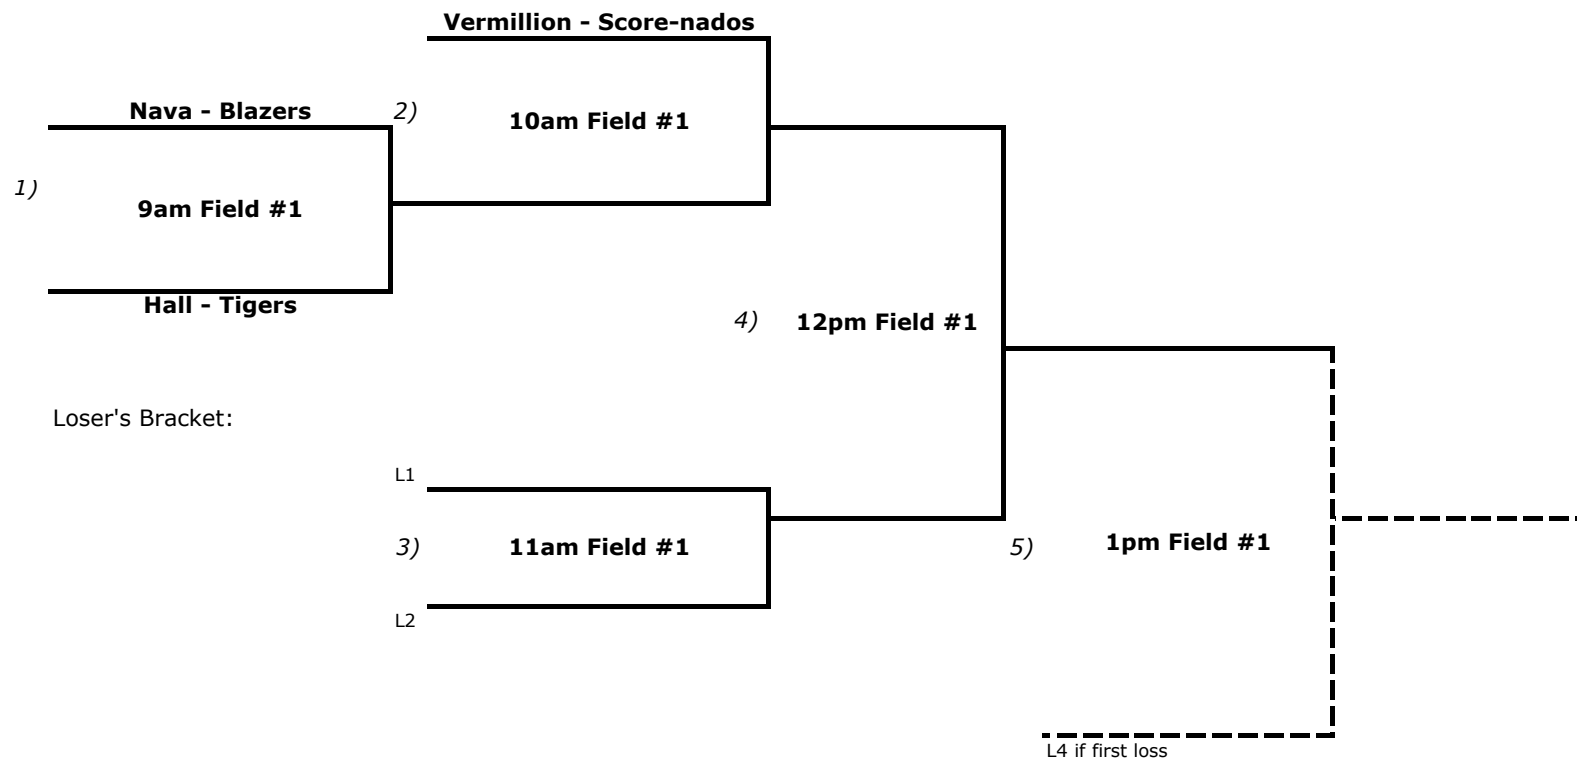 Vermillion - Score-nados
Nava - Blazers
2)
10am Field #1
1)
9am Field #1
Hall - Tigers
4)
12pm Field #1
Loser's Bracket:
L1
3)
11am Field #1
5)
1pm Field #1
L2
L4 if first loss